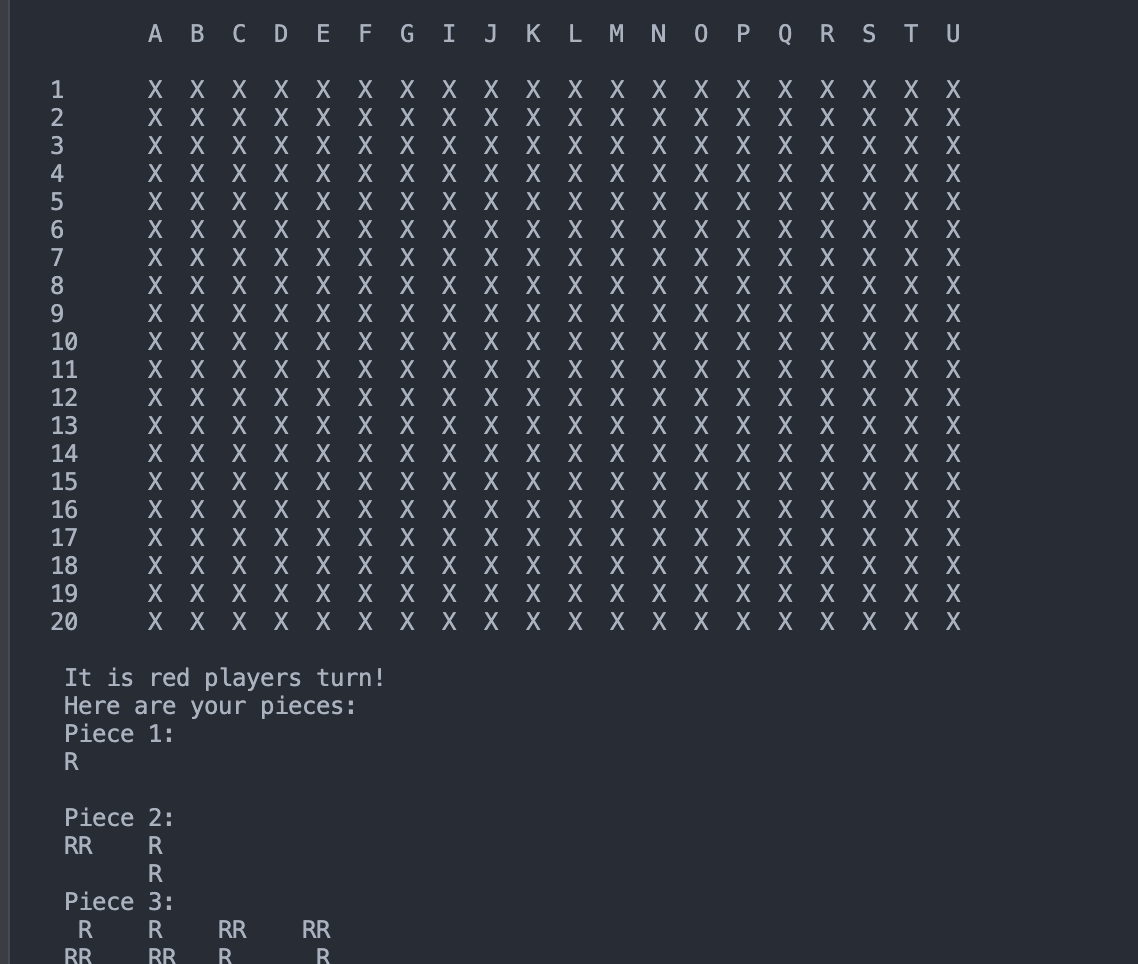 A  B  C  D  E  F  G  I  J  K  L  M  N  O  P  Q  R  S  T  U
1      X  X  X  X  X  X  X  X  X  X  X  X  X  X  X  X  X  X  X  X
2      X  X  X  X  X  X  X  X  X  X  X  X  X  X  X  X  X  X  X  X
3      X  X  X  X  X  X  X  X  X  X  X  X  X  X  X  X  X  X  X  X
4      X  X  X  X  X  X  X  X  X  X  X  X  X  X  X  X  X  X  X  X
5      X  X  X  X  X  X  X  X  X  X  X  X  X  X  X  X  X  X  X  X
6      X  X  X  X  X  X  X  X  X  X  X  X  X  X  X  X  X  X  X  X
7      X  X  X  X  X  X  X  X  X  X  X  X  X  X  X  X  X  X  X  X
8      X  X  X  X  X  X  X  X  X  X  X  X  X  X  X  X  X  X  X  X
9      X  X  X  X  X  X  X  X  X  X  X  X  X  X  X  X  X  X  X  X
10     X  X  X  X  X  X  X  X  X  X  X  X  X  X  X  X  X  X  X  X
11     X  X  X  X  X  X  X  X  X  X  X  X  X  X  X  X  X  X  X  X
12     X  X  X  X  X  X  X  X  X  X  X  X  X  X  X  X  X  X  X  X
13     X  X  X  X  X  X  X  X  X  X  X  X  X  X  X  X  X  X  X  X
14     X  X  X  X  X  X  X  X  X  X  X  X  X  X  X  X  X  X  X  X
15     X  X  X  X  X  X  X  X  X  X  X  X  X  X  X  X  X  X  X  X
16     X  X  X  X  X  X  X  X  X  X  X  X  X  X  X  X  X  X  X  X
17     X  X  X  X  X  X  X  X  X  X  X  X  X  X  X  X  X  X  X  X
18     X  X  X  X  X  X  X  X  X  X  X  X  X  X  X  X  X  X  X  X
19     X  X  X  X  X  X  X  X  X  X  X  X  X  X  X  X  X  X  X  X
20     X  X  X  X  X  X  X  X  X  X  X  X  X  X  X  X  X  X  X  X
It is red players turn!
Here are your pieces:
Piece 1:
R
Piece 2:
RR    R
      R
Piece 3:
 R    R    RR    RR
RR    RR   R      R